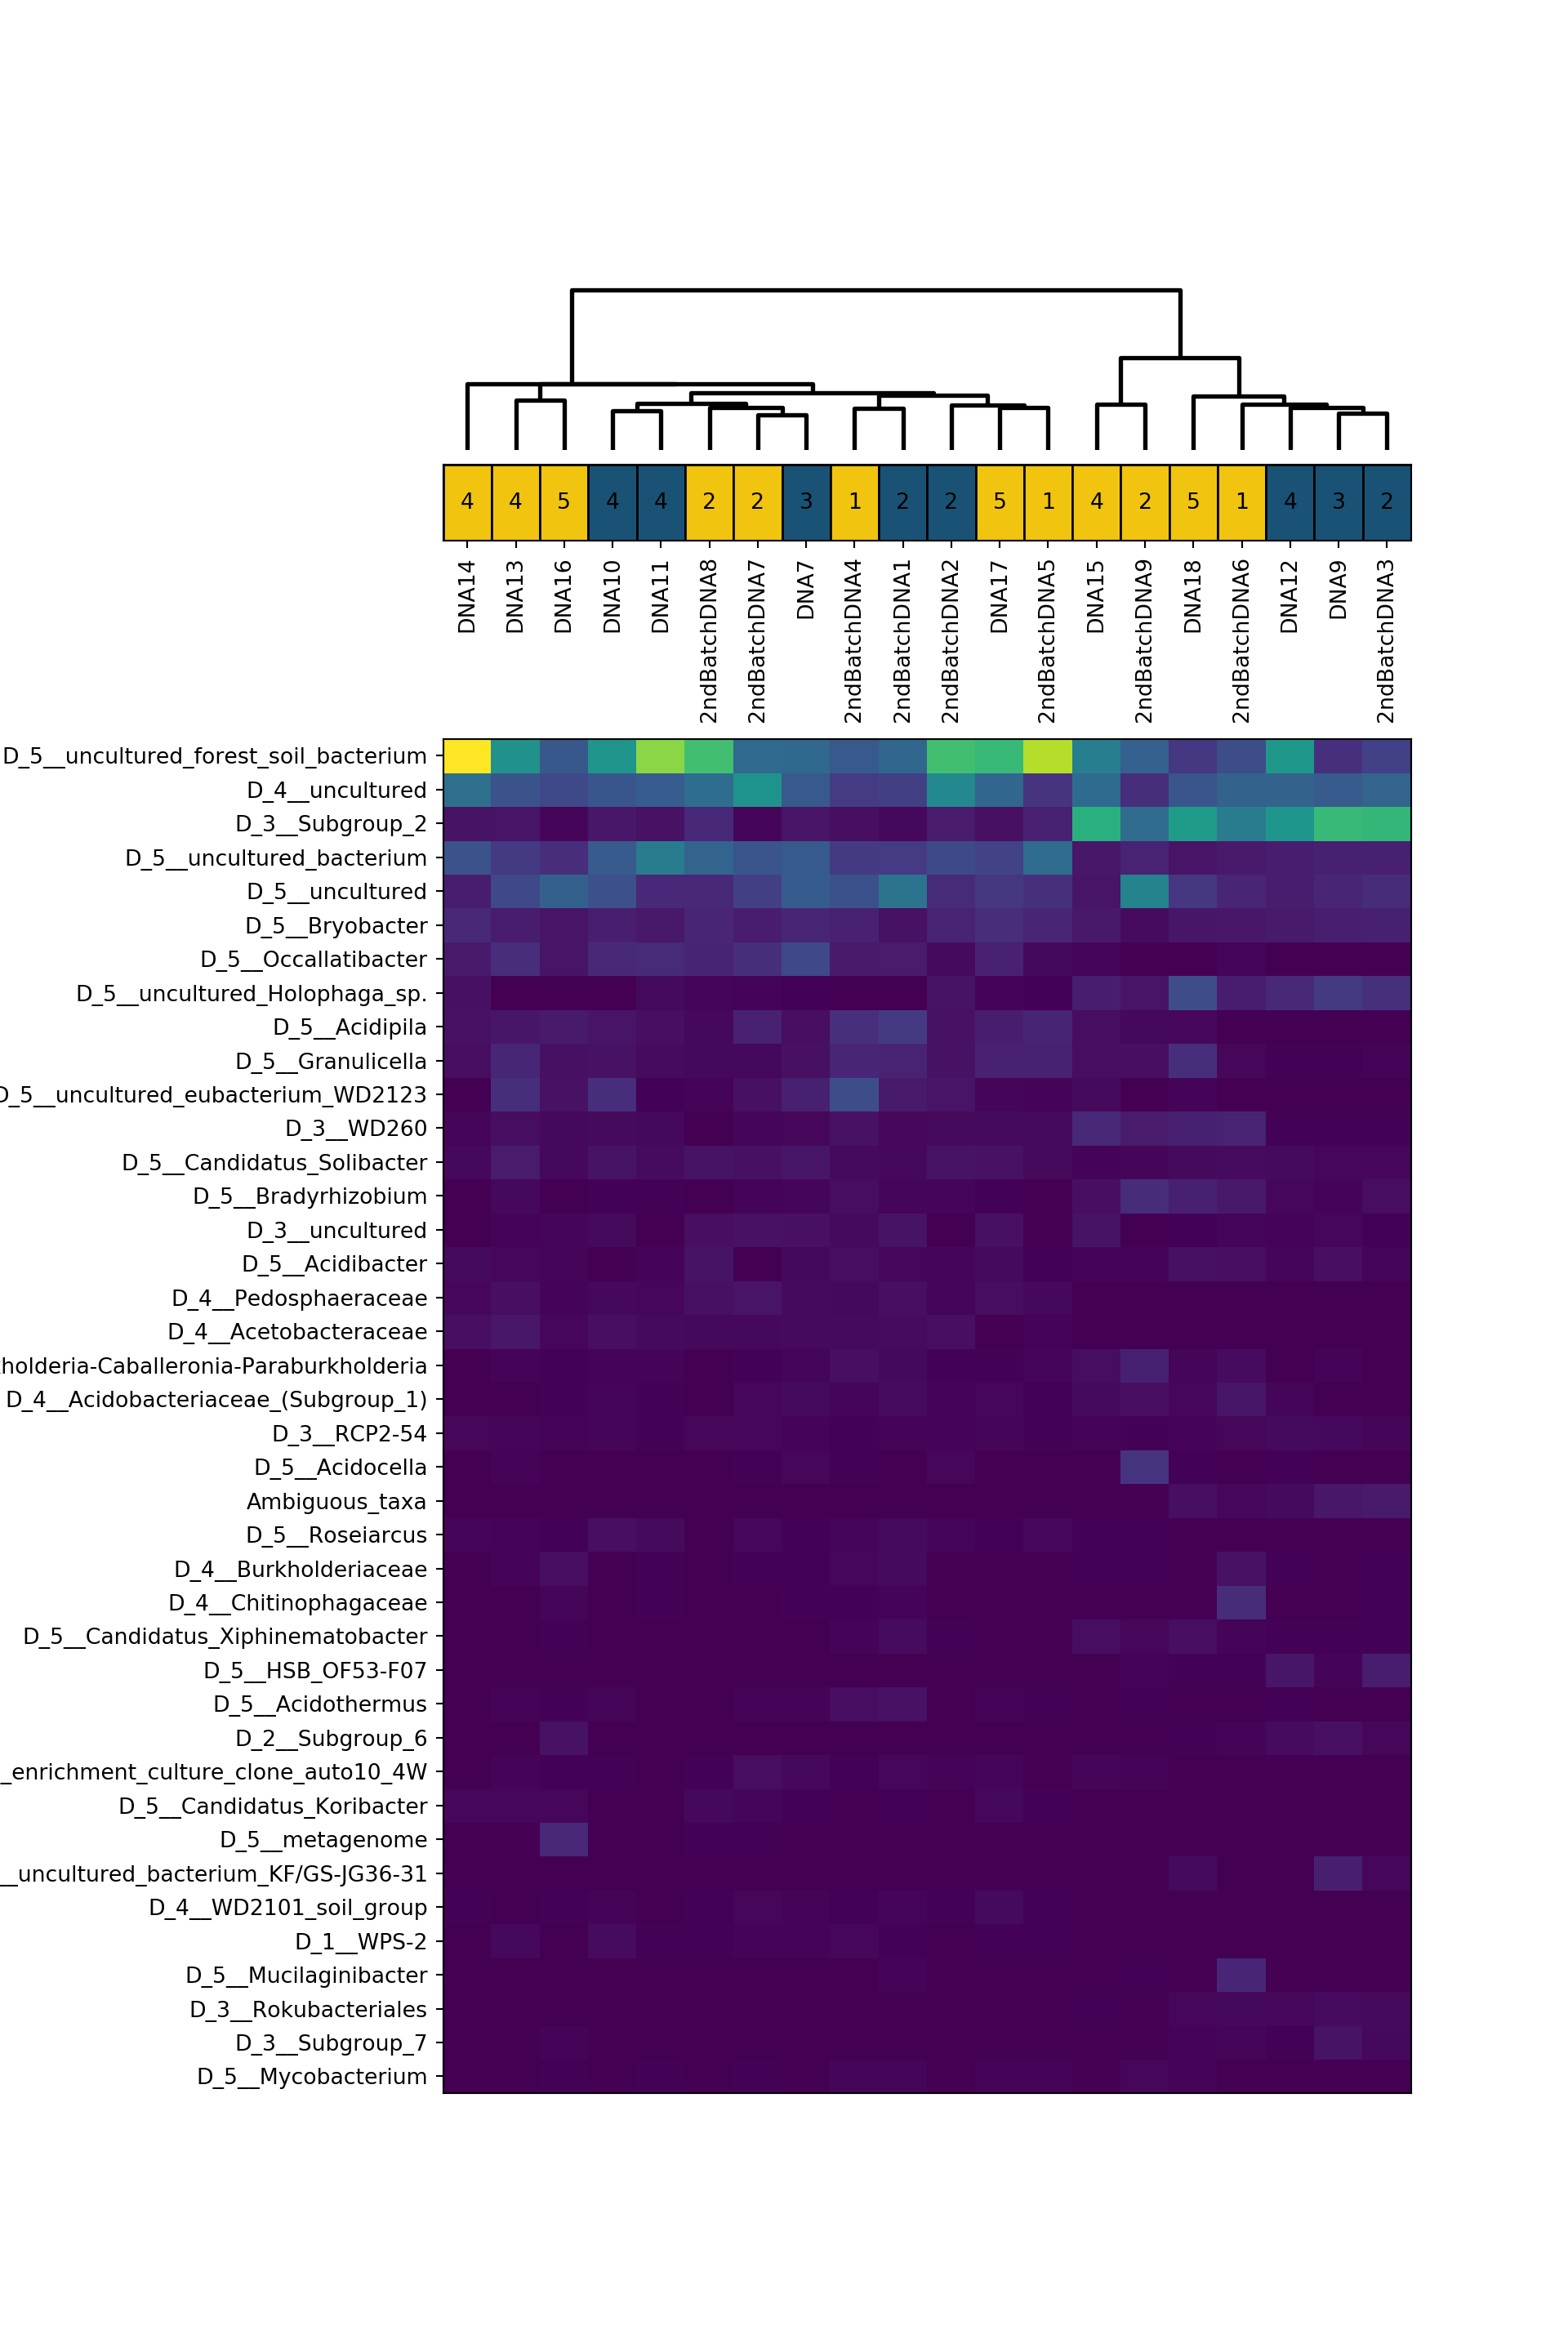 4 4 5 4 4 2 2 3 1 2 2 5 1 4 2 5 1 4 3 2
DNA14 DNA13 DNA16 DNA10 DNA11 2ndBatchDNA8 2ndBatchDNA7 DNA7 2ndBatchDNA4 2ndBatchDNA1 2ndBatchDNA2 DNA17 2ndBatchDNA5 DNA15 2ndBatchDNA9 DNA18 2ndBatchDNA6 DNA12 DNA9 2ndBatchDNA3
D_5__uncultured_forest_soil_bacterium
D_4__uncultured
D_3__Subgroup_2
D_5__uncultured_bacterium
D_5__uncultured
D_5__Bryobacter
D_5__Occallatibacter
D_5__uncultured_Holophaga_sp.
D_5__Acidipila
D_5__Granulicella
D_5__uncultured_eubacterium_WD2123
D_3__WD260
D_5__Candidatus_Solibacter
D_5__Bradyrhizobium
D_3__uncultured
D_5__Acidibacter
D_4__Pedosphaeraceae
D_4__Acetobacteraceae
holderia-Caballeronia-Paraburkholderia
D_4__Acidobacteriaceae_(Subgroup_1)
D_3__RCP2-54
D_5__Acidocella
Ambiguous_taxa
D_5__Roseiarcus
D_4__Burkholderiaceae
D_4__Chitinophagaceae
D_5__Candidatus_Xiphinematobacter
D_5__HSB_OF53-F07
D_5__Acidothermus
D_2__Subgroup_6
_enrichment_culture_clone_auto10_4W
D_5__Candidatus_Koribacter
D_5__metagenome
__uncultured_bacterium_KF/GS-JG36-31
D_4__WD2101_soil_group
D_1__WPS-2
D_5__Mucilaginibacter
D_3__Rokubacteriales
D_3__Subgroup_7
D_5__Mycobacterium